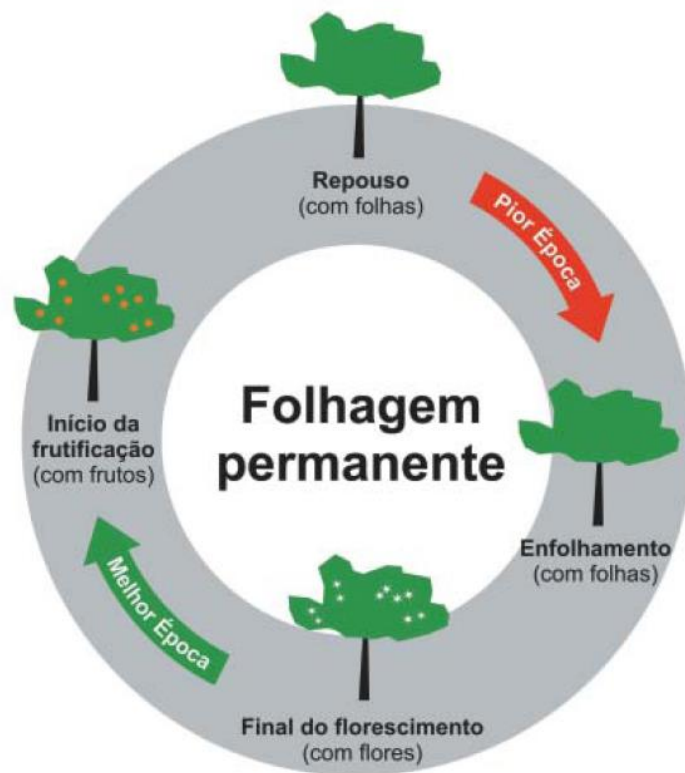 Repouso
(com folhas)
Pior Época
Enfolhamento
(com folhas)
Final do florescimento
(com flores)
Melhor Época
Início da
frutificação
(com frutos)
Folhagem
permanente